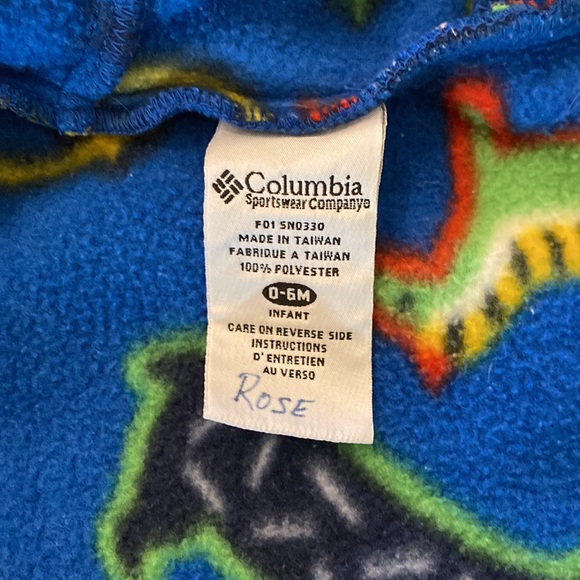 Columbia
Sportswear Company®
F01 SN0330
MADE IN TAIWAN
FABRIQUE A TAIWAN
100% POLYESTER
0-6M
INFANT
CARE ON REVERSE SIDE
INSTRUCTIONS
D'ENTRETIEN
AU VERSO
ROSE